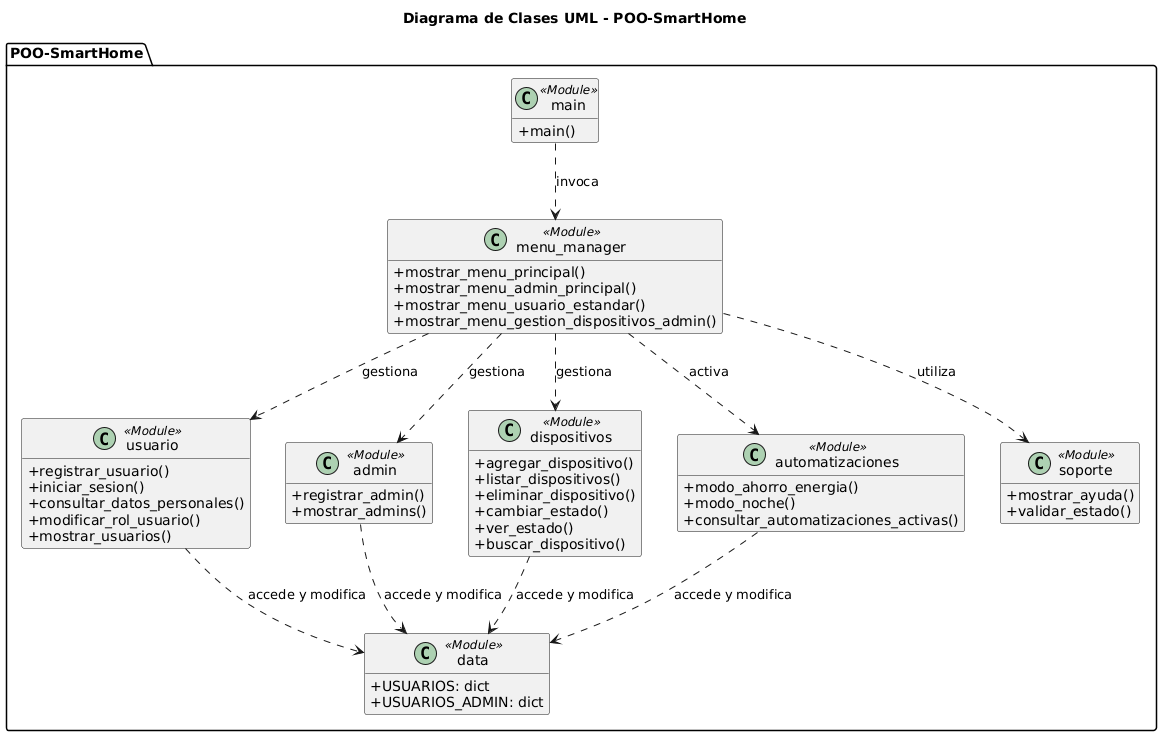 Diagrama de Clases UML - POO-SmartHome
POO-SmartHome
C «Module»
main
+main()
invoca
C «Module»
menu_manager
+mostrar_menu_principal()
+mostrar_menu_admin_principal()
+mostrar_menu_usuario_estandar()
+mostrar_menu_gestion_dispositivos_admin()
gestiona
gestiona
gestiona
activa
utiliza
C «Module»
usuario
+registrar_usuario()
+iniciar_sesion()
+consultar_datos_personales()
+modificar_rol_usuario()
+mostrar_usuarios()
C «Module»
admin
+registrar_admin()
+mostrar_admins()
C «Module»
dispositivos
+agregar_dispositivo()
+listar_dispositivos()
+eliminar_dispositivo()
+cambiar_estado()
+ver_estado()
+buscar_dispositivo()
C «Module»
automatizaciones
+modo_ahorro_energia()
+modo_noche()
+consultar_automatizaciones_activas()
C «Module»
soporte
+mostrar_ayuda()
+validar_estado()
accede y modifica
accede y modifica
accede y modifica
accede y modifica
C «Module»
data
+USUARIOS: dict
+USUARIOS_ADMIN: dict